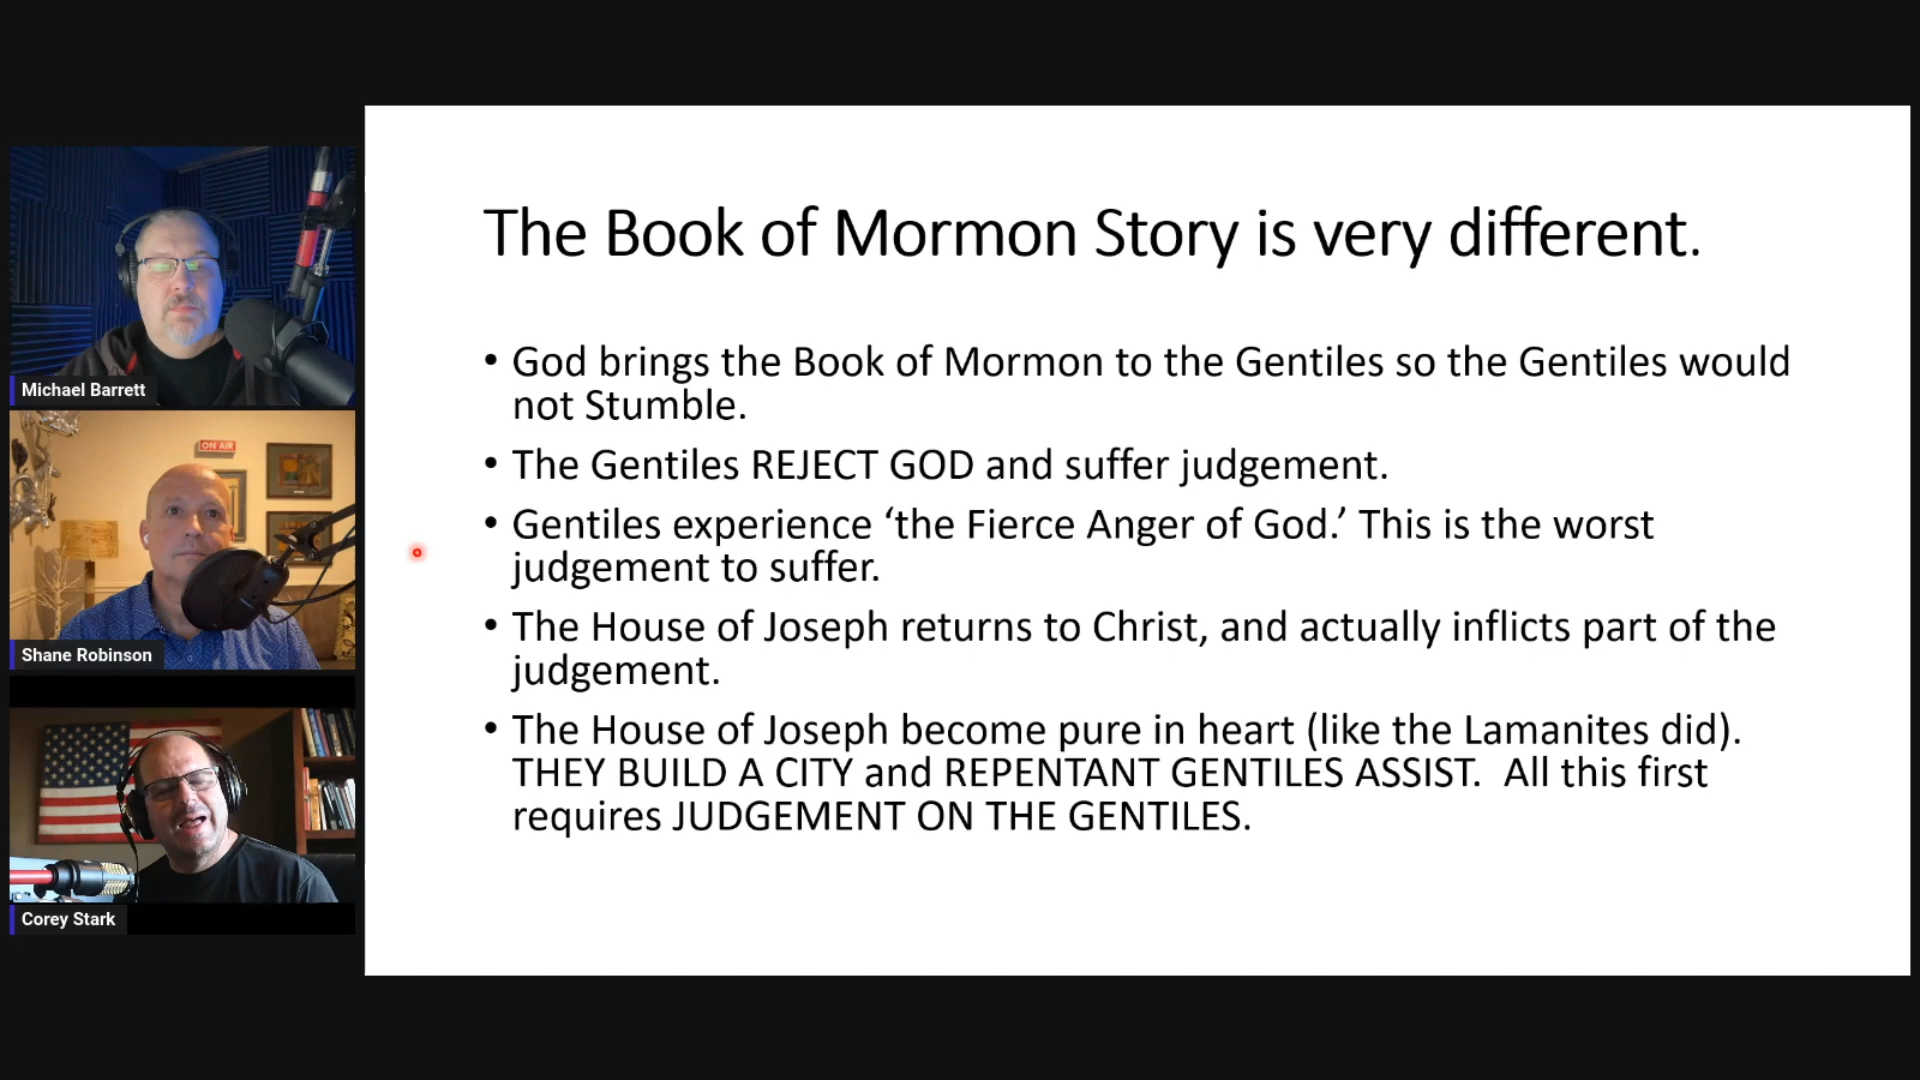 The Book of Mormon Story is very different.
• God brings the Book of Mormon to the Gentiles so the Gentiles would
not Stumble.
• The Gentiles REJECT GOD and suffer judgement.
• Gentiles experience ‘the Fierce Anger of God.’ This is the worst
judgement to suffer.
• The House of Joseph returns to Christ, and actually inflicts part of the
judgement.
• The House of Joseph become pure in heart (like the Lamanites did).
THEY BUILD A CITY and REPENTANT GENTILES ASSIST.  All this first
requires JUDGEMENT ON THE GENTILES.
Michael Barrett
ON AIR
Shane Robinson
Corey Stark